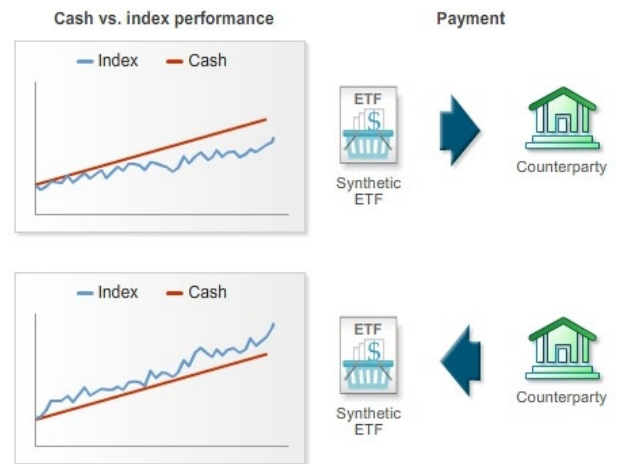 Cash vs. index performance
Payment
Index
Cash
ETF
$
Synthetic
ETF
Counterparty
Index
Cash
ETF
$
Synthetic
ETF
Counterparty